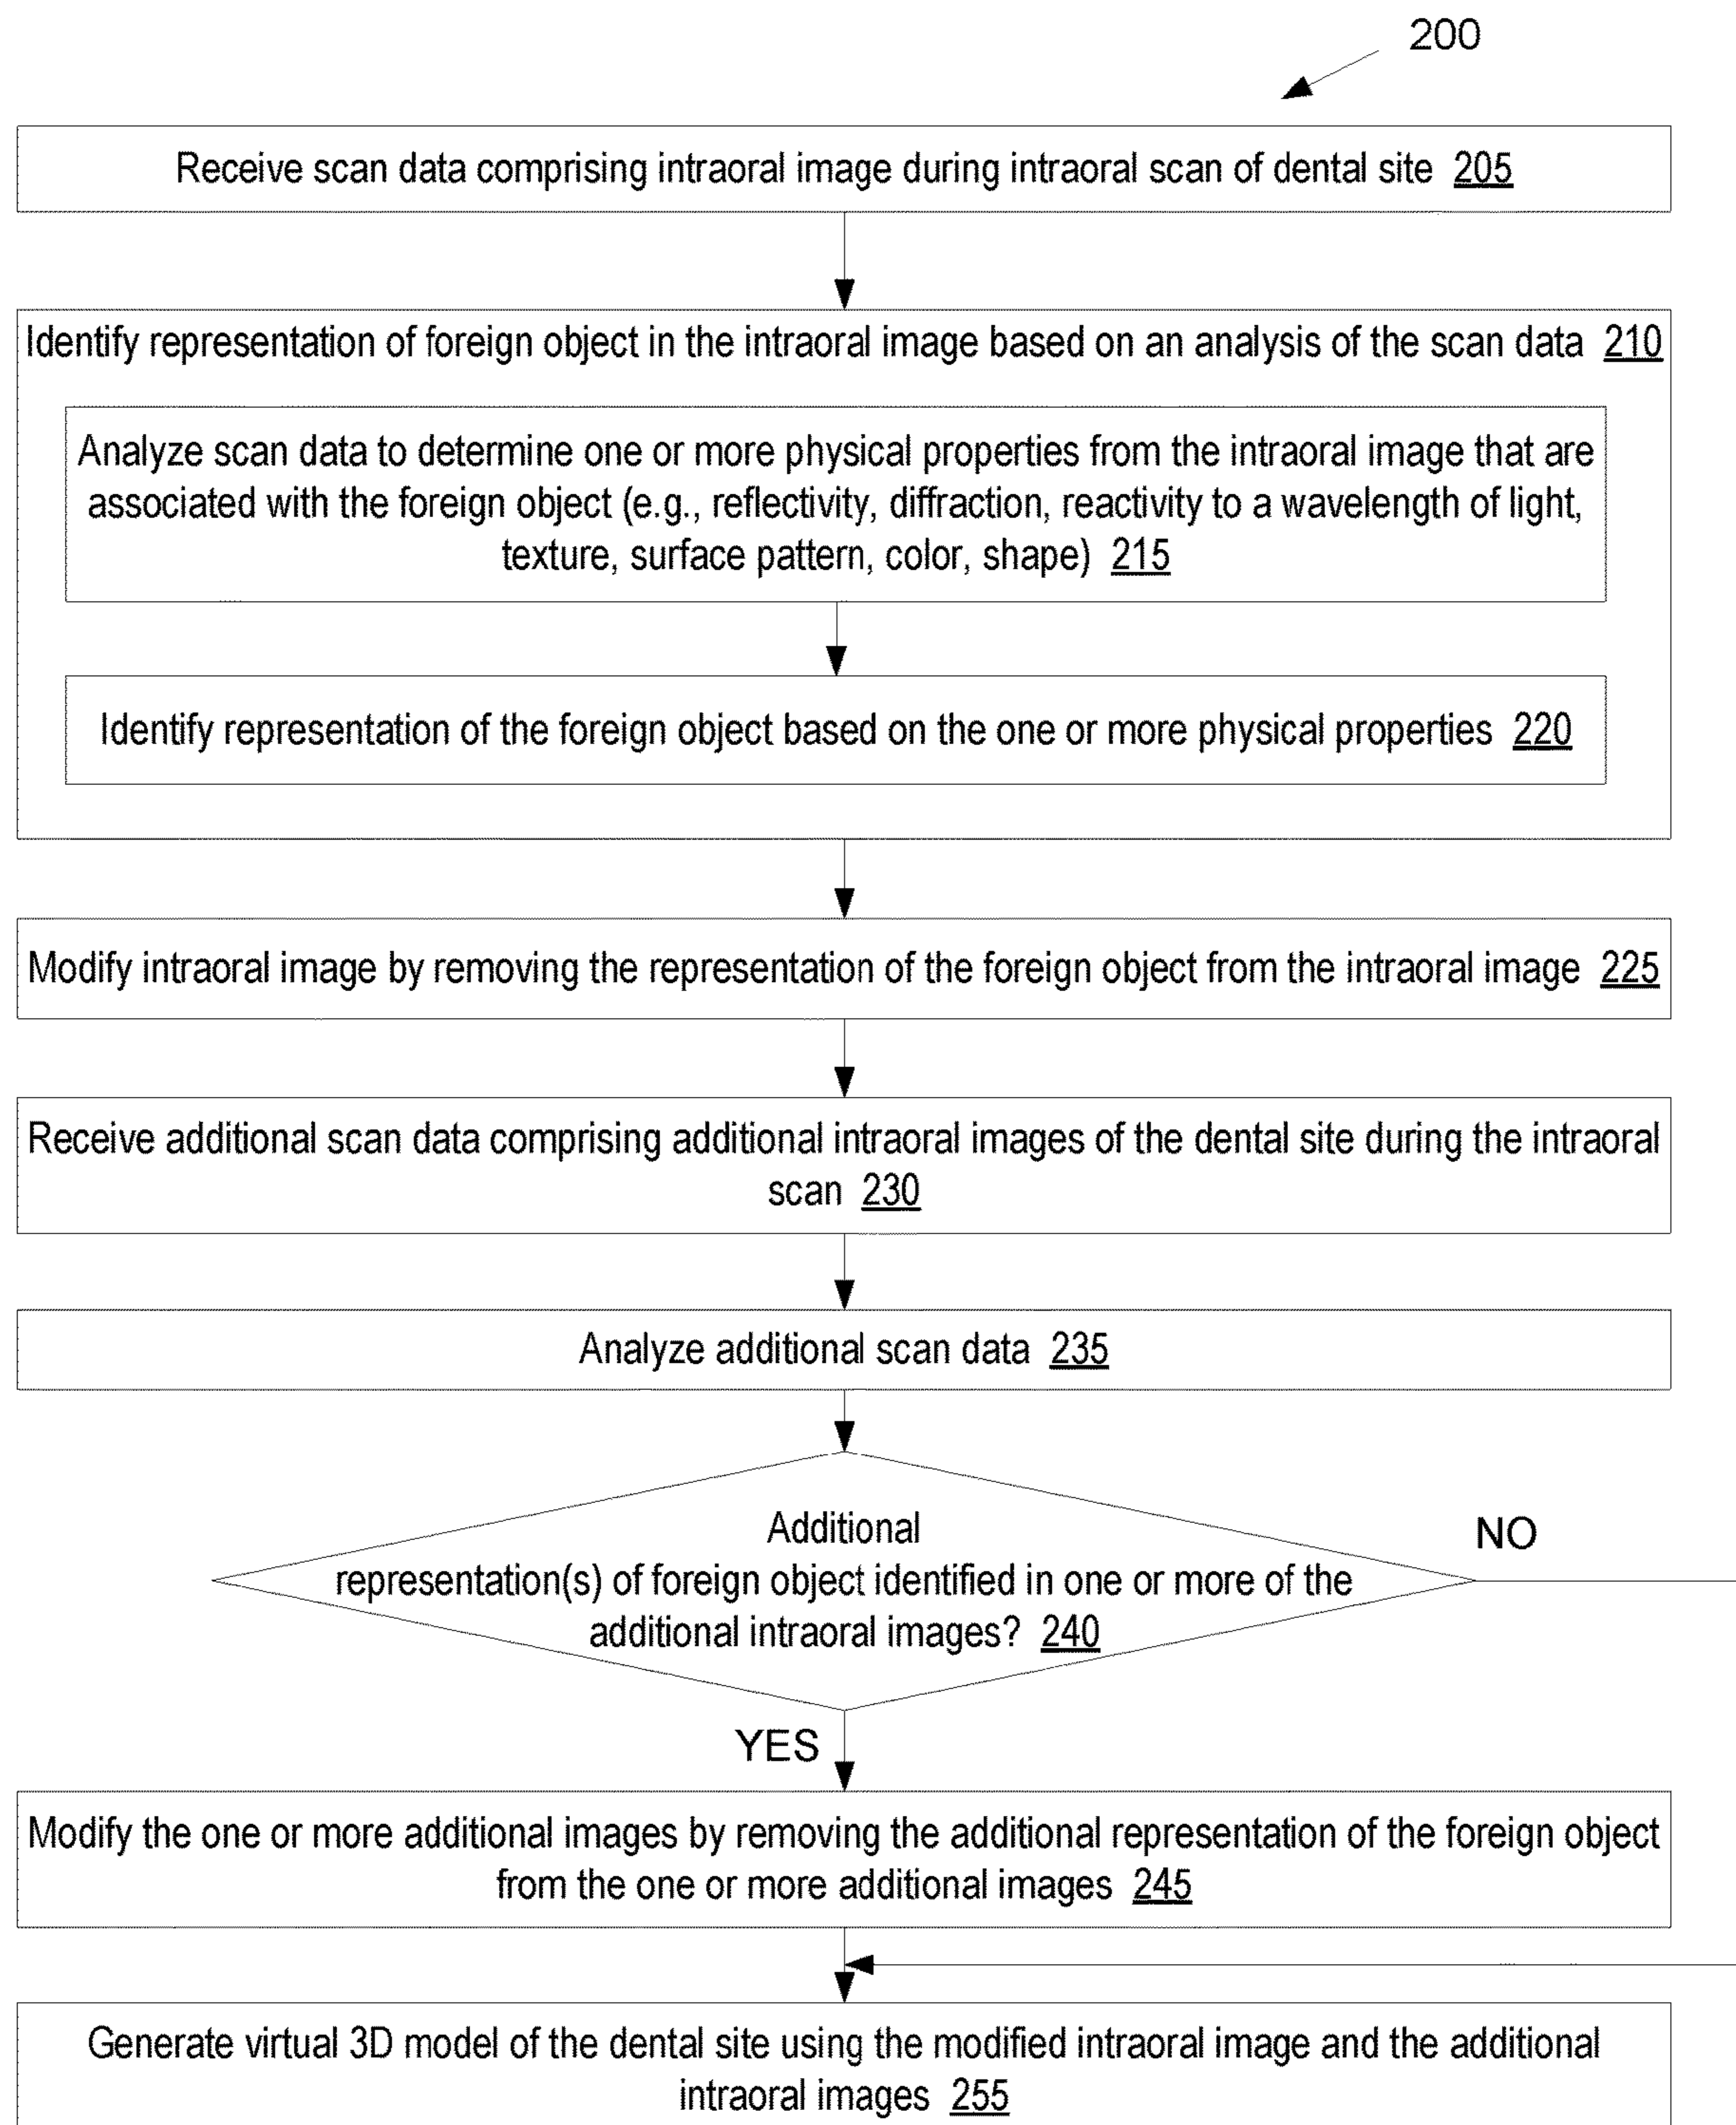 200
Receive scan data comprising intraoral image during intraoral scan of dental site 205
Identify representation of foreign object in the intraoral image based on an analysis of the scan data 210
Analyze scan data to determine one or more physical properties from the intraoral image that are
associated with the foreign object (e.g., reflectivity, diffraction, reactivity to a wavelength of light,
texture, surface pattern, color, shape) 215
Identify representation of the foreign object based on the one or more physical properties 220
Modify intraoral image by removing the representation of the foreign object from the intraoral image 225
Receive additional scan data comprising additional intraoral images of the dental site during the intraoral
scan 230
Analyze additional scan data 235
Additional
representation(s) of foreign object identified in one or more of the
additional intraoral images? 240
NO
YES
Modify the one or more additional images by removing the additional representation of the foreign object
from the one or more additional images 245
Generate virtual 3D model of the dental site using the modified intraoral image and the additional
intraoral images 255